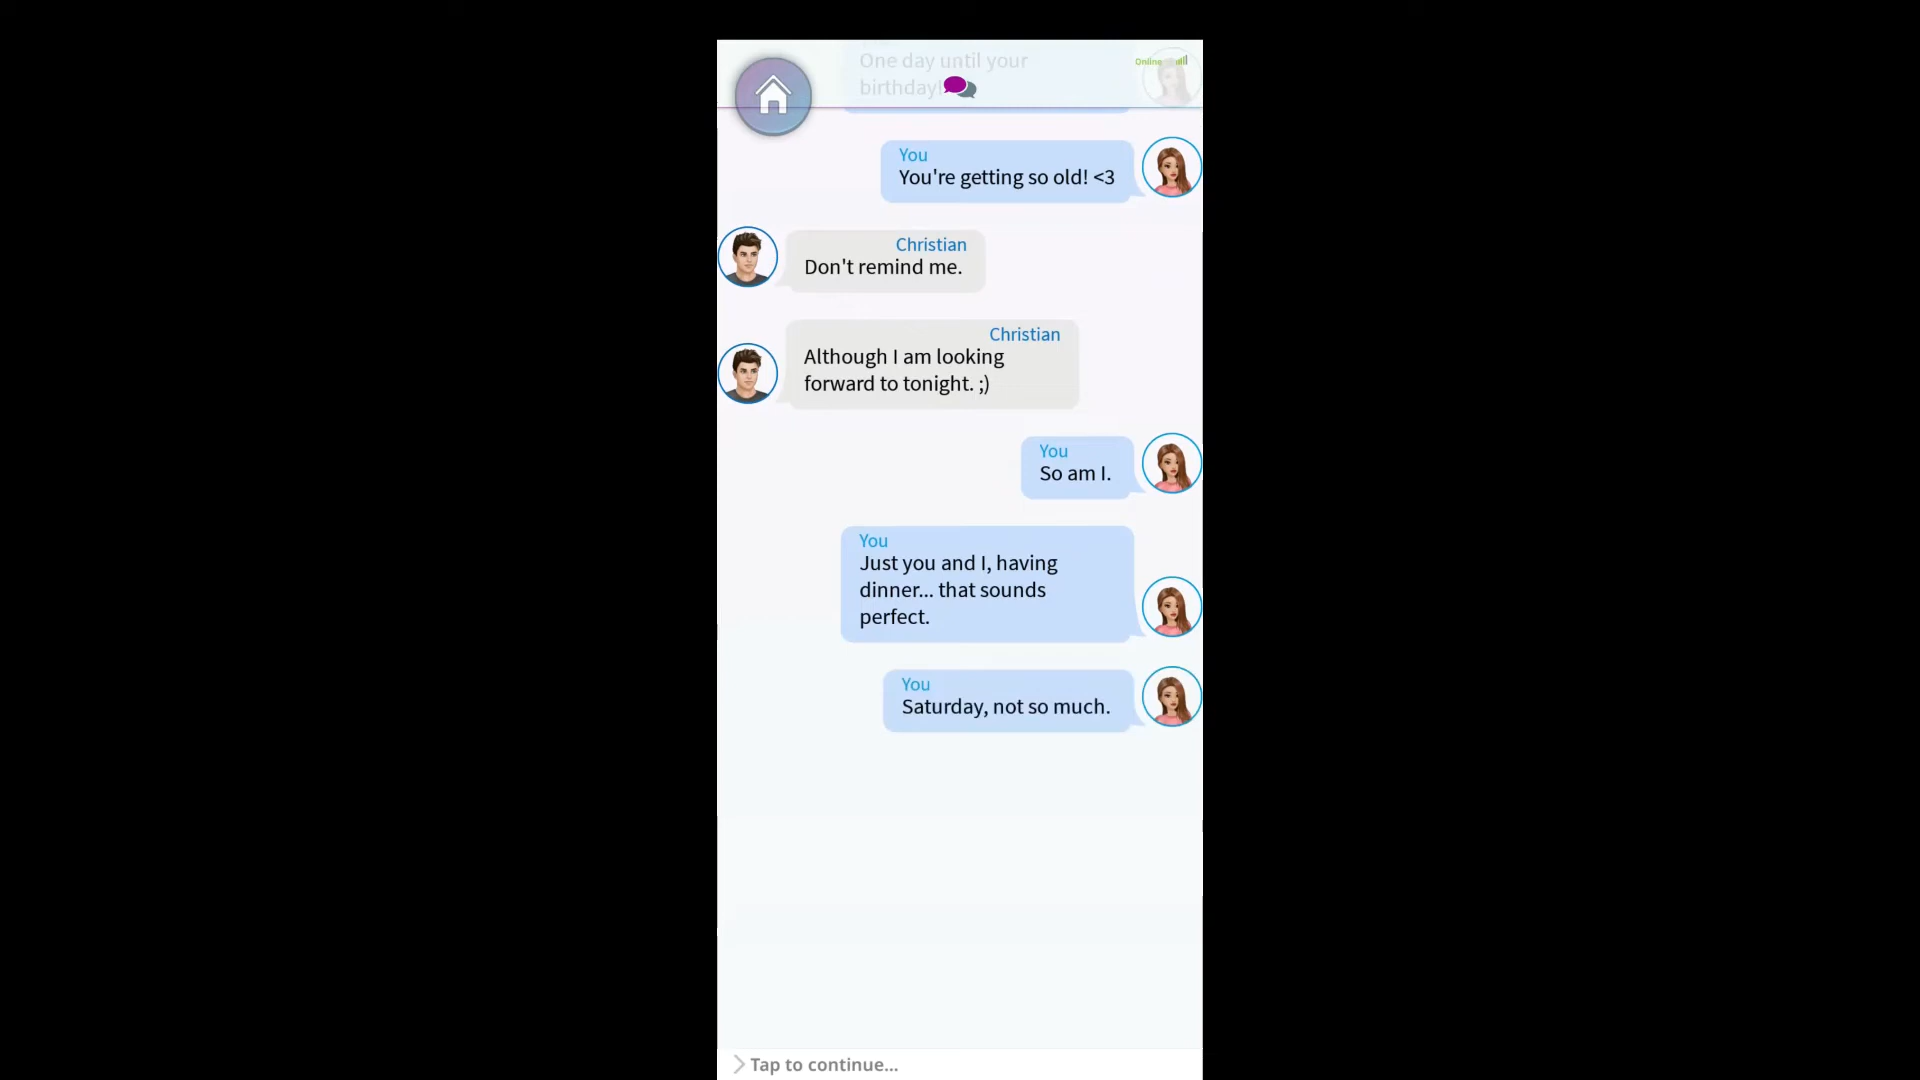 One day until your
birthday!
Online
You
You're getting so old! <3
Christian
Don't remind me.
Christian
Although I am looking
forward to tonight. ;)
You
So am I.
You
Just you and I, having
dinner... that sounds
perfect.
You
Saturday, not so much.
Tap to continue...